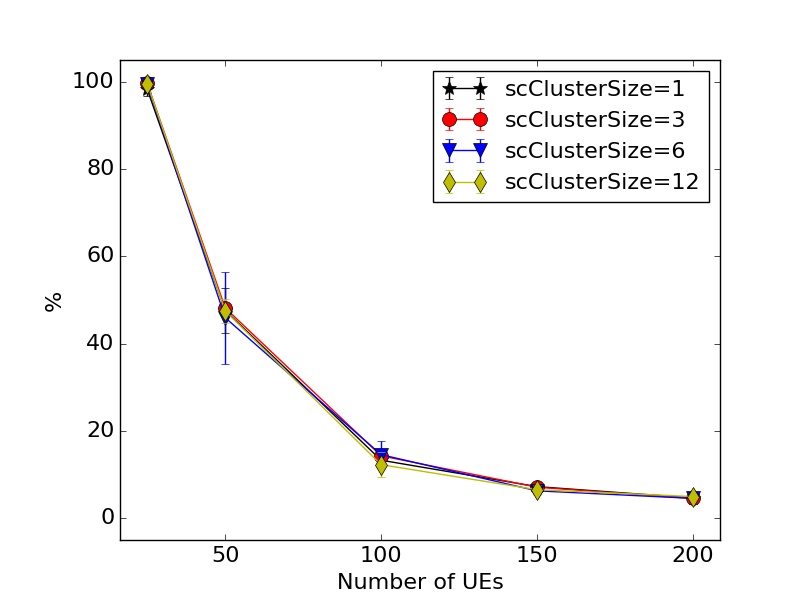 100
80
60
40
20
0
%
50 100 150 200
Number of UEs
scClusterSize=1
scClusterSize=3
scClusterSize=6
scClusterSize=12